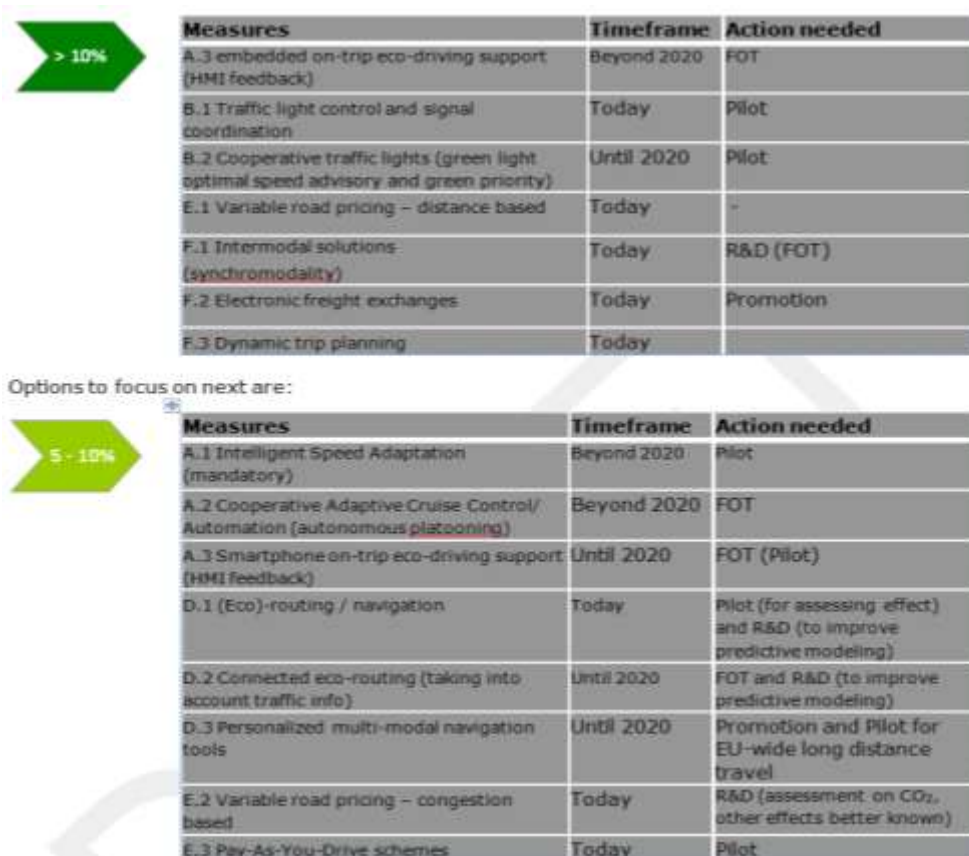 > 10%
Measures Timeframe Action needed
A.3 embedded on-trip eco-driving support Beyond 2020 FOT
(HMI feedback)
B.1 Traffic light control and signal Today Pilot
coordination
B.2 Cooperative traffic lights (green light Until 2020 Pilot
optimal speed advisory and green priority)
E.1 Variable road pricing – distance based Today -
F.1 Intermodal solutions Today R&D (FOT)
(synchromodality)
F.2 Electronic freight exchanges Today Promotion
F.3 Dynamic trip planning Today
Options to focus on next are:
5 - 10%
Measures Timeframe Action needed
A.1 Intelligent Speed Adaptation Beyond 2020 Pilot
(mandatory)
A.2 Cooperative Adaptive Cruise Control/ Beyond 2020 FOT
Automation (autonomous platooning)
A.3 Smartphone on-trip eco-driving support Until 2020 FOT (Pilot)
(HMI feedback)
D.1 (Eco)-routing / navigation Today Pilot (for assessing effect)
and R&D (to improve
predictive modeling)
D.2 Connected eco-routing (taking into Until 2020 FOT and R&D (to improve
account traffic info) predictive modeling)
D.3 Personalized multi-modal navigation Until 2020 Promotion and Pilot for
tools EU-wide long distance
travel
E.2 Variable road pricing – congestion Today R&D (assessment on CO₂,
based other effects better known)
E.3 Pay-As-You-Drive schemes Today Pilot